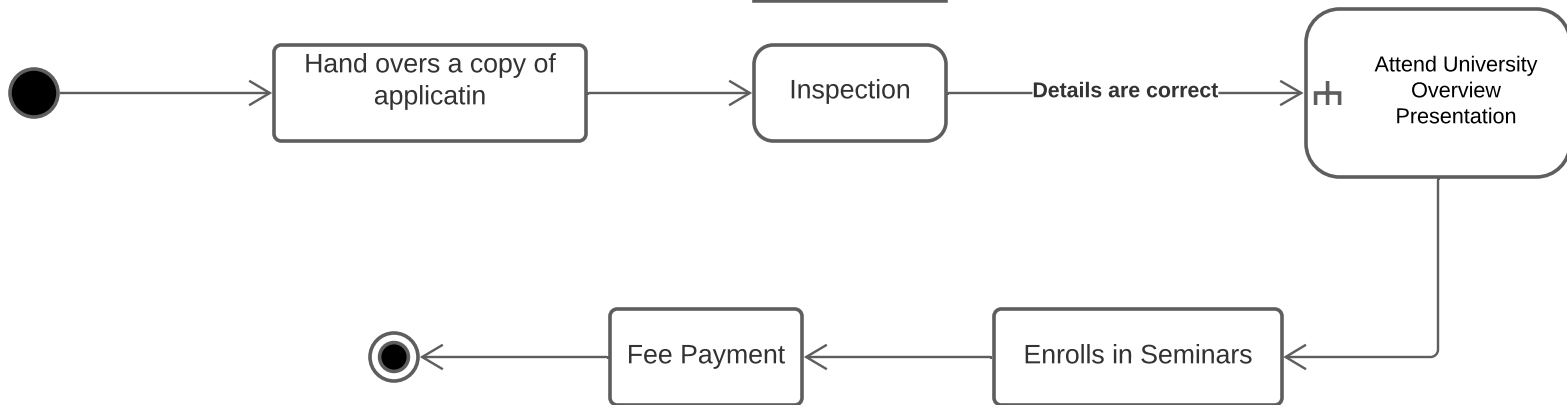 Hand overs a copy of
applicatin
Inspection
Details are correct
Attend University
Overview
Presentation
Fee Payment
Enrolls in Seminars